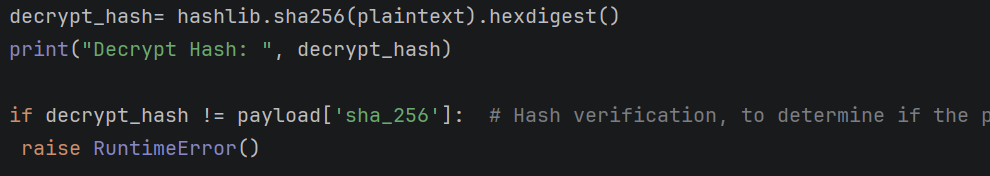 decrypt_hash= hashlib.sha256(plaintext).hexdigest()
print("Decrypt Hash: ", decrypt_hash)
if decrypt_hash != payload['sha_256']:  # Hash verification, to determine if the
 raise RuntimeError()